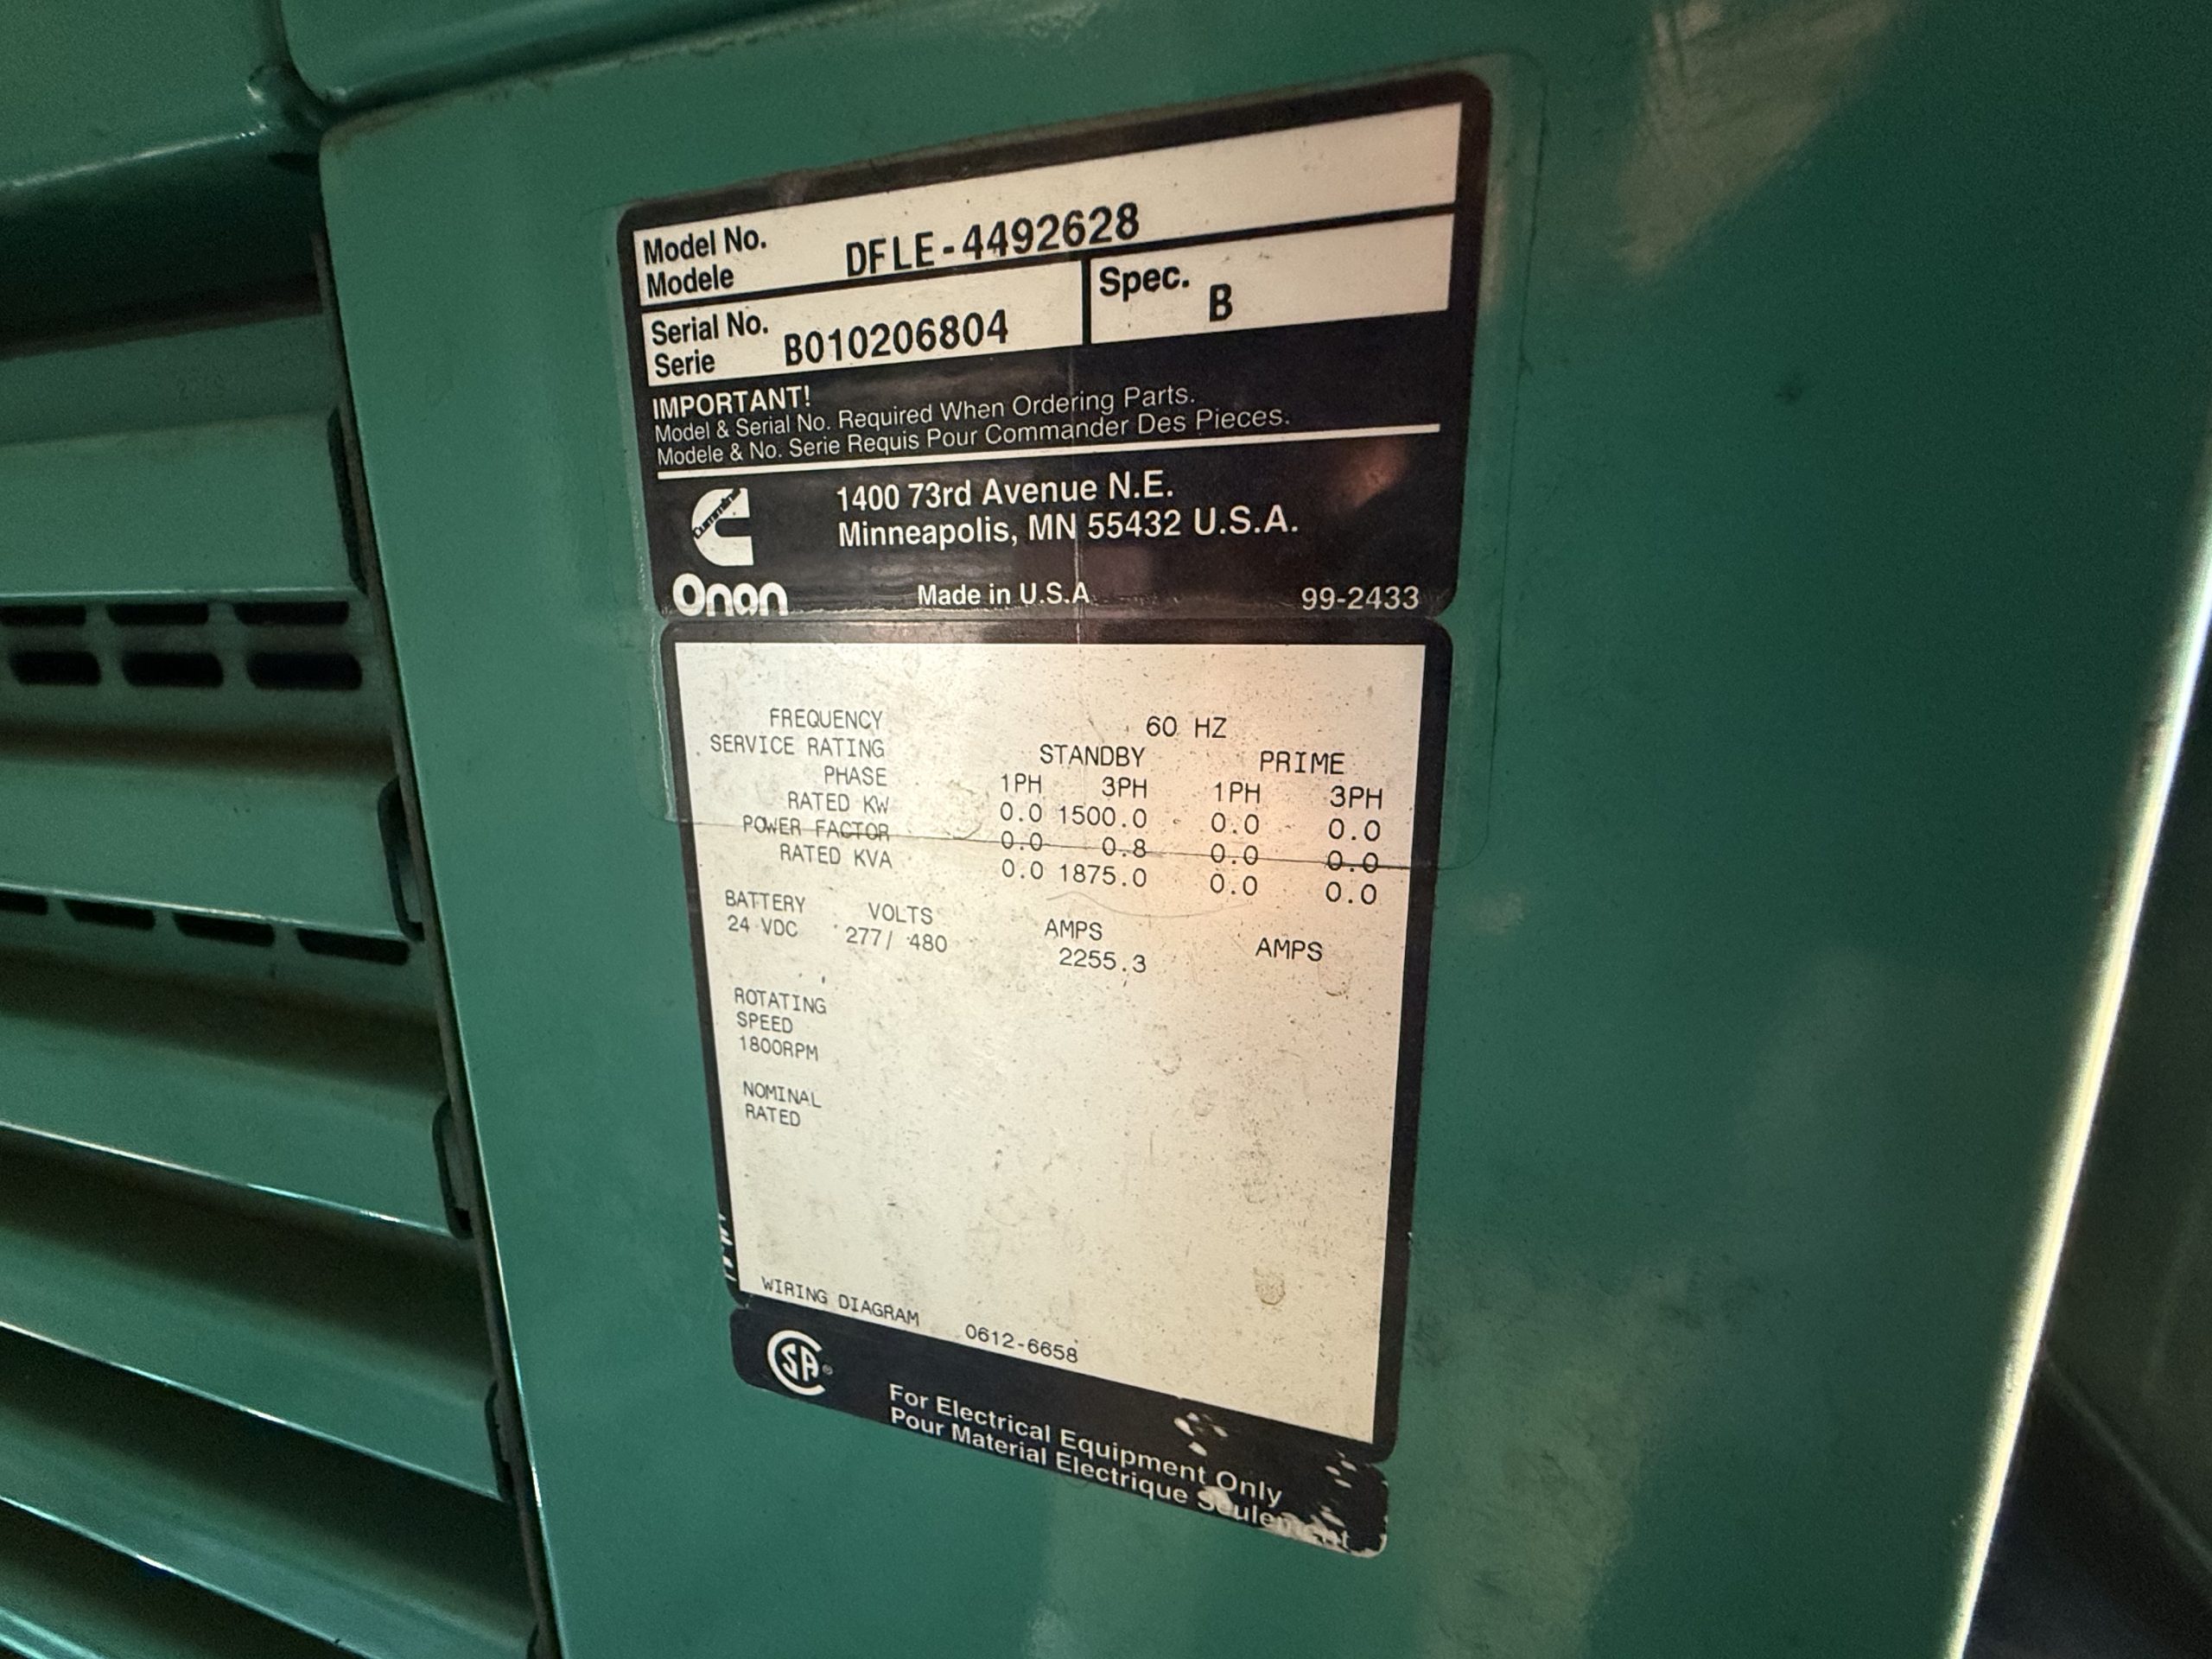 Model No. DFLE-4492628
Modele
Serial No. B010206804
Serie
Spec. B
IMPORTANT!
Model & Serial No. Required When Ordering Parts.
Modele & No. Serie Requis Pour Commander Des Pieces.
Cummins
Onan
1400 73rd Avenue N.E.
Minneapolis, MN 55432 U.S.A.
Made in U.S.A
99-2433
FREQUENCY 60 HZ
SERVICE RATING STANDBY PRIME
PHASE 1PH 3PH 1PH 3PH
RATED KW 0.0 1500.0 0.0 0.0
POWER FACTOR 0.0 0.8 0.0 0.0
RATED KVA 0.0 1875.0 0.0 0.0
BATTERY VOLTS AMPS AMPS
24 VDC 277/ 480 2255.3
ROTATING
SPEED
1800RPM
NOMINAL
RATED
WIRING DIAGRAM 0612-6658
CSA®
For Electrical Equipment Only
Pour Material Electrique Seulement